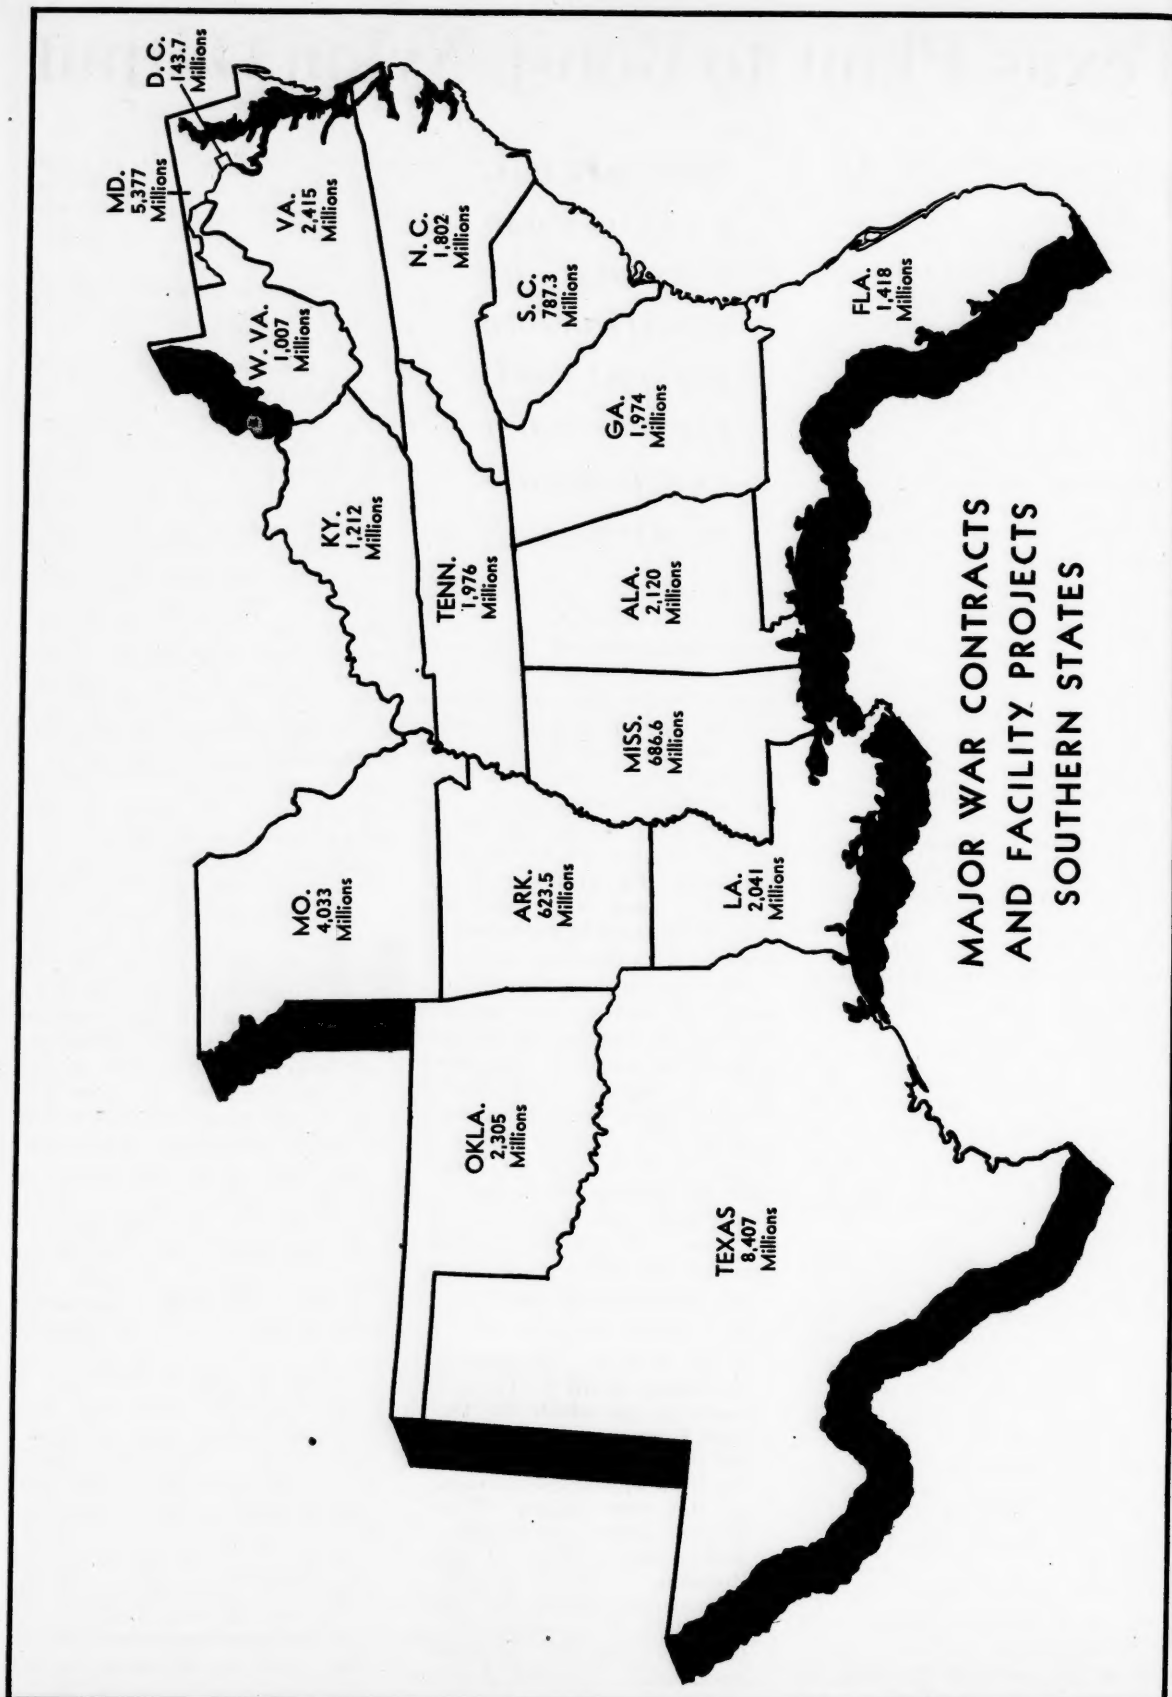 D. C.
143.7
Millions
MD.
5,377
Millions
VA.
2,415
Millions
W. VA.
1,007
Millions
N. C.
1,802
Millions
KY.
1,212
Millions
S. C.
787.3
Millions
TENN.
1,976
Millions
MO.
4,033
Millions
ARK.
623.5
Millions
OKLA.
2,305
Millions
GA.
1,974
Millions
ALA.
2,120
Millions
MISS.
686.6
Millions
LA.
2,041
Millions
TEXAS
8,407
Millions
FLA.
1,418
Millions
MAJOR WAR CONTRACTS
AND FACILITY PROJECTS
SOUTHERN STATES